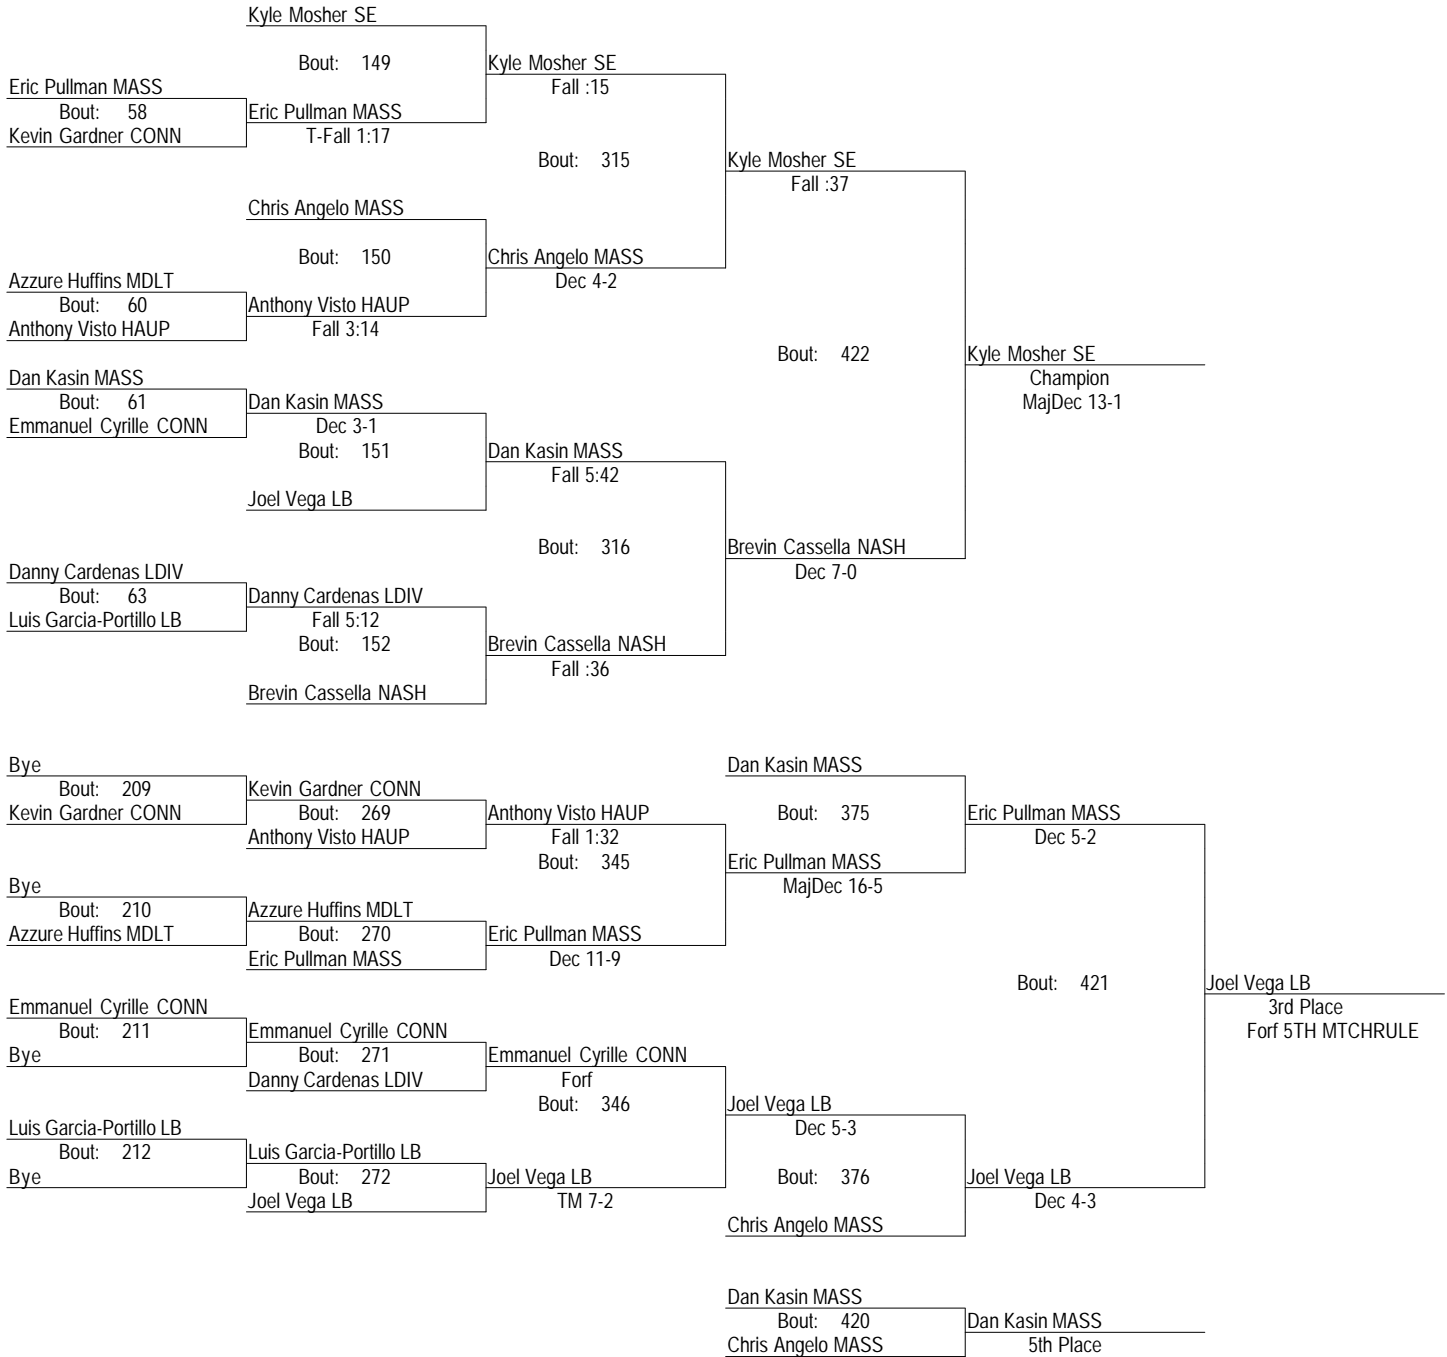 Kyle Mosher SE
Bout: 149
Kyle Mosher SE
Fall :15
Eric Pullman MASS
Bout: 58
Eric Pullman MASS
Kevin Gardner CONN
T-Fall 1:17
Bout: 315
Kyle Mosher SE
Fall :37
Chris Angelo MASS
Bout: 150
Chris Angelo MASS
Dec 4-2
Azzure Huffins MDLT
Bout: 60
Anthony Visto HAUP
Anthony Visto HAUP
Fall 3:14
Bout: 422
Kyle Mosher SE
Champion
MajDec 13-1
Dan Kasin MASS
Bout: 61
Dan Kasin MASS
Emmanuel Cyrille CONN
Dec 3-1
Bout: 151
Dan Kasin MASS
Fall 5:42
Joel Vega LB
Bout: 316
Brevin Cassella NASH
Dec 7-0
Danny Cardenas LDIV
Bout: 63
Danny Cardenas LDIV
Luis Garcia-Portillo LB
Fall 5:12
Bout: 152
Brevin Cassella NASH
Fall :36
Brevin Cassella NASH
Bye
Bout: 209
Kevin Gardner CONN
Kevin Gardner CONN
Bout: 269
Anthony Visto HAUP
Anthony Visto HAUP
Fall 1:32
Bout: 345
Dan Kasin MASS
Bout: 375
Eric Pullman MASS
Dec 5-2
Eric Pullman MASS
MajDec 16-5
Bye
Bout: 210
Azzure Huffins MDLT
Azzure Huffins MDLT
Bout: 270
Eric Pullman MASS
Eric Pullman MASS
Dec 11-9
Bout: 421
Joel Vega LB
3rd Place
Forf 5TH MTCHRULE
Emmanuel Cyrille CONN
Bout: 211
Bye
Emmanuel Cyrille CONN
Bout: 271
Danny Cardenas LDIV
Emmanuel Cyrille CONN
Forf
Bout: 346
Joel Vega LB
Dec 5-3
Luis Garcia-Portillo LB
Bout: 212
Bye
Luis Garcia-Portillo LB
Bout: 272
Joel Vega LB
Joel Vega LB
TM 7-2
Bout: 376
Joel Vega LB
Dec 4-3
Chris Angelo MASS
Dan Kasin MASS
Bout: 420
Chris Angelo MASS
Dan Kasin MASS
5th Place